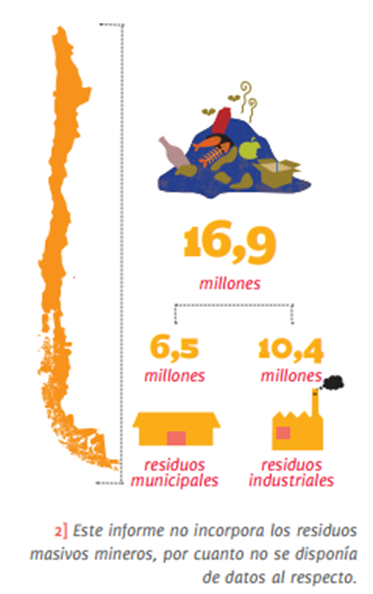 16,9
millones
6,5
millones
10,4
millones
residuos
municipales
residuos
industriales
2] Este informe no incorpora los residuos
masivos mineros, por cuanto no se disponía
de datos al respecto.